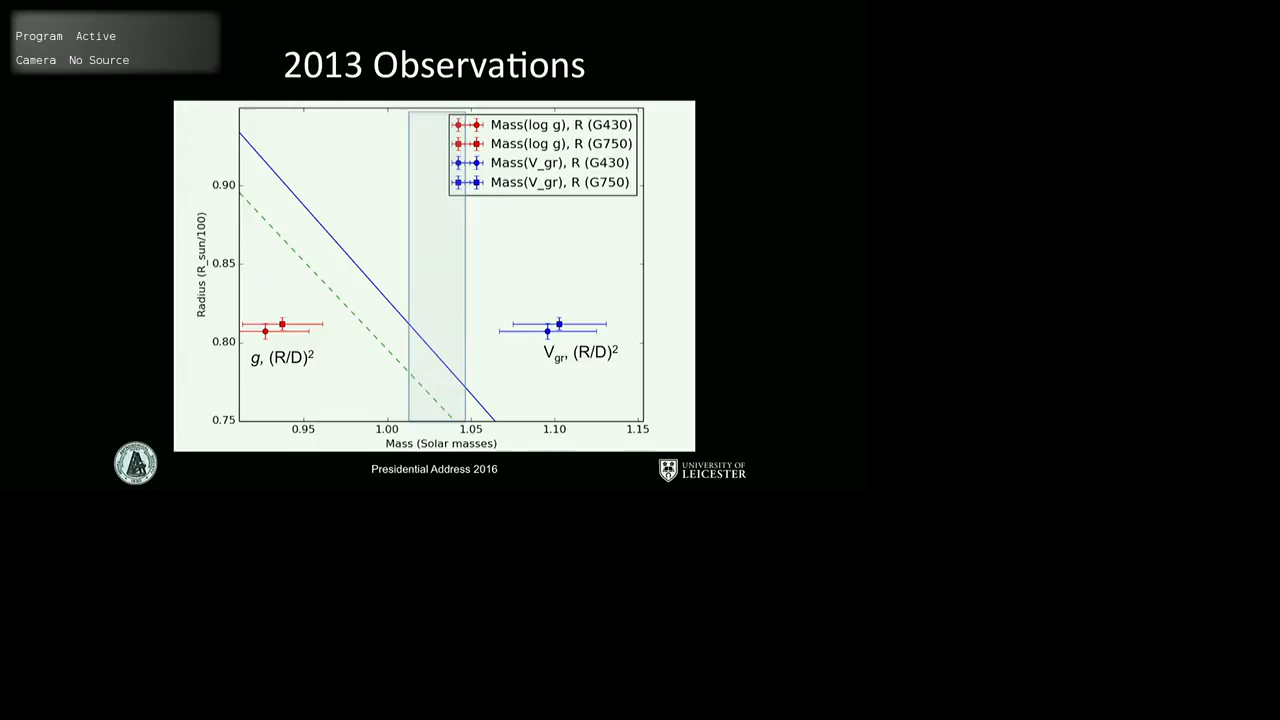 Program Active
Camera No Source
2013 Observations
Mass(log g), R (G430)
Mass(log g), R (G750)
Mass(V_gr), R (G430)
Mass(V_gr), R (G750)
0.90
0.85
0.80
0.75
Radius (R_sun/100)
g, (R/D)2
Vgr, (R/D)2
0.95
1.00
1.05
1.10
1.15
Mass (Solar masses)
Presidential Address 2016
UNIVERSITY OF
LEICESTER